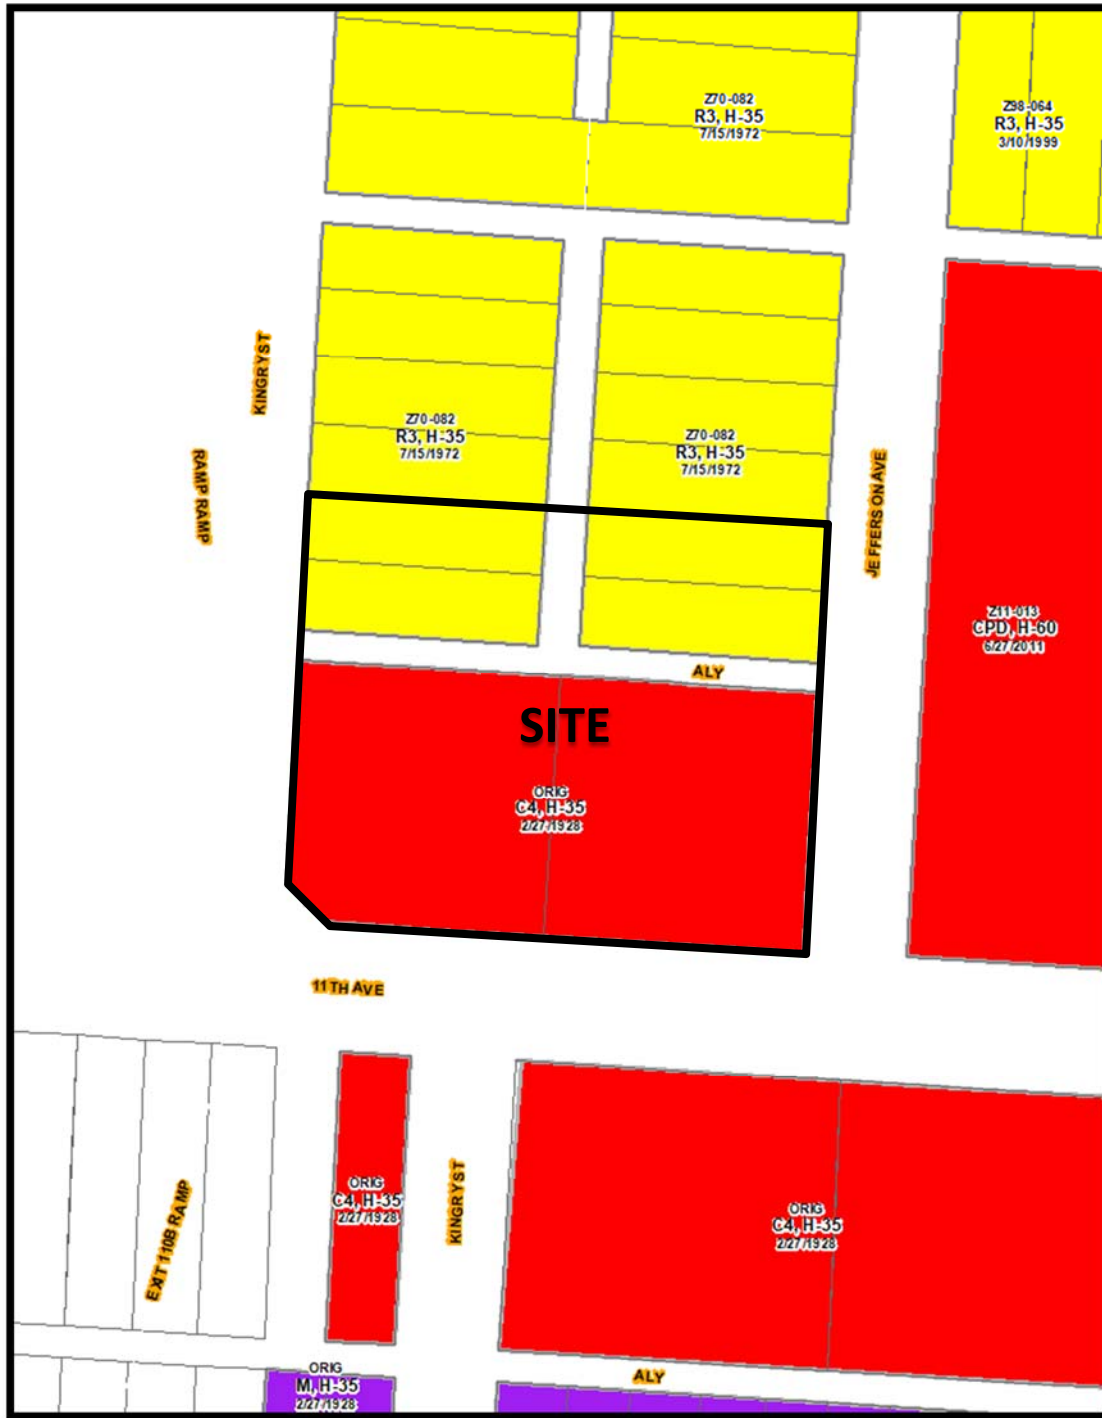 Z70-082
R3, H-35
7/15/1972
Z98-064
R3, H-35
3/10/1999
KINGRY ST
RAMP RAMP
Z70-082
R3, H-35
7/15/1972
Z70-082
R3, H-35
7/15/1972
JEFFERSON AVE
Z11-013
CPD, H-60
6/27/2011
ALY
SITE
ORIG
C4, H-35
2/27/1928
11TH AVE
ORIG
C4, H-35
2/27/1928
KINGRY ST
EXIT 110B RAMP
ORIG
C4, H-35
2/27/1928
ORIG
M, H-35
2/27/1928
ALY